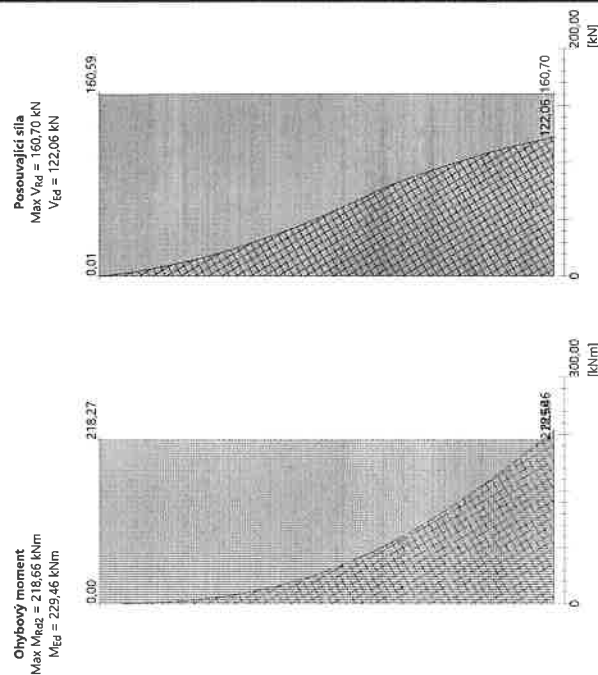 Ohybový moment
Max MRd2 = 218,66 kNm
MEd = 229,46 kNm
0,00
218,27
0
300,00
[kNm]
Posouvající síla
Max VRd = 160,70 kN
VEd = 122,06 kN
0,01
160,59
122,06 160,70
0
200,00
[kN]